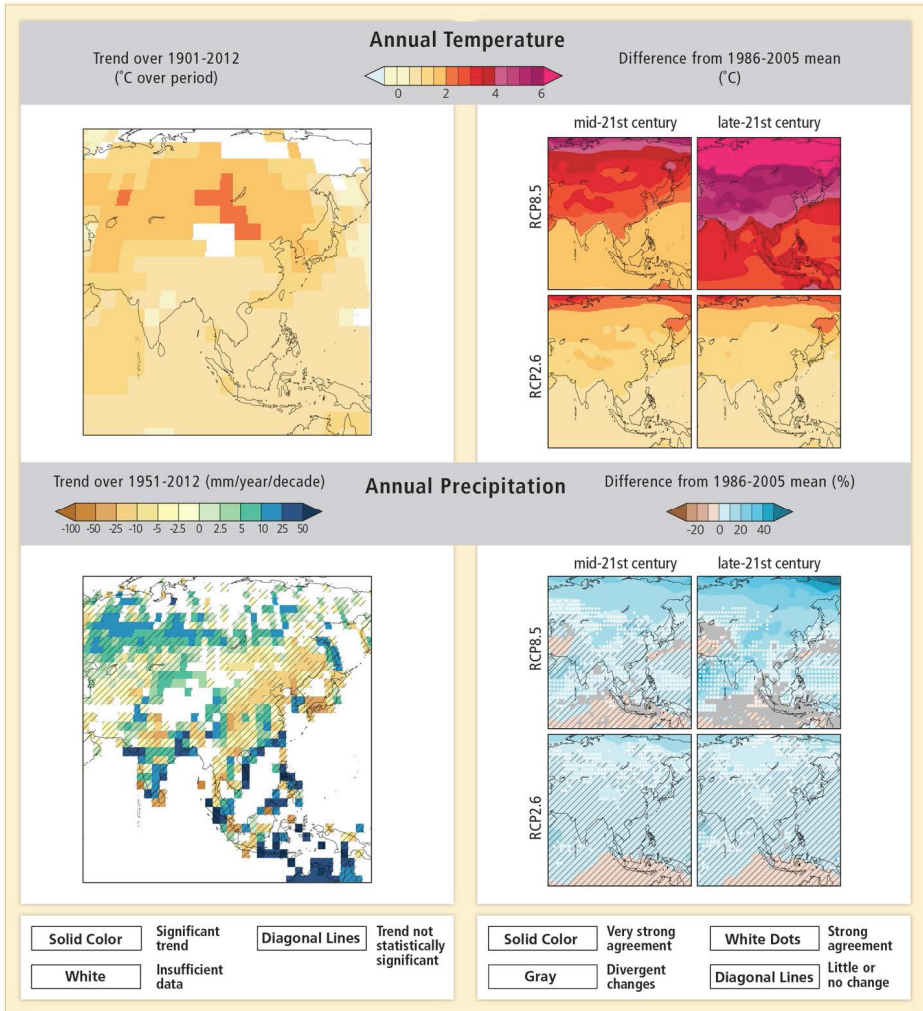 Annual Temperature
Trend over 1901-2012
(˚C over period)
Difference from 1986-2005 mean
(˚C)
0 2 4 6
mid-21st century late-21st century
RCP8.5
RCP2.6
Annual Precipitation
Trend over 1951-2012 (mm/year/decade)
Difference from 1986-2005 mean (%)
-100 -50 -25 -10 -5 -2.5 0 2.5 5 10 25 50
-20 0 20 40
mid-21st century late-21st century
RCP8.5
RCP2.6
Solid Color
Significant
trend
Diagonal Lines
Trend not
statistically
significant
White
Insufficient
data
Solid Color
Very strong
agreement
White Dots
Strong
agreement
Gray
Divergent
changes
Diagonal Lines
Little or
no change